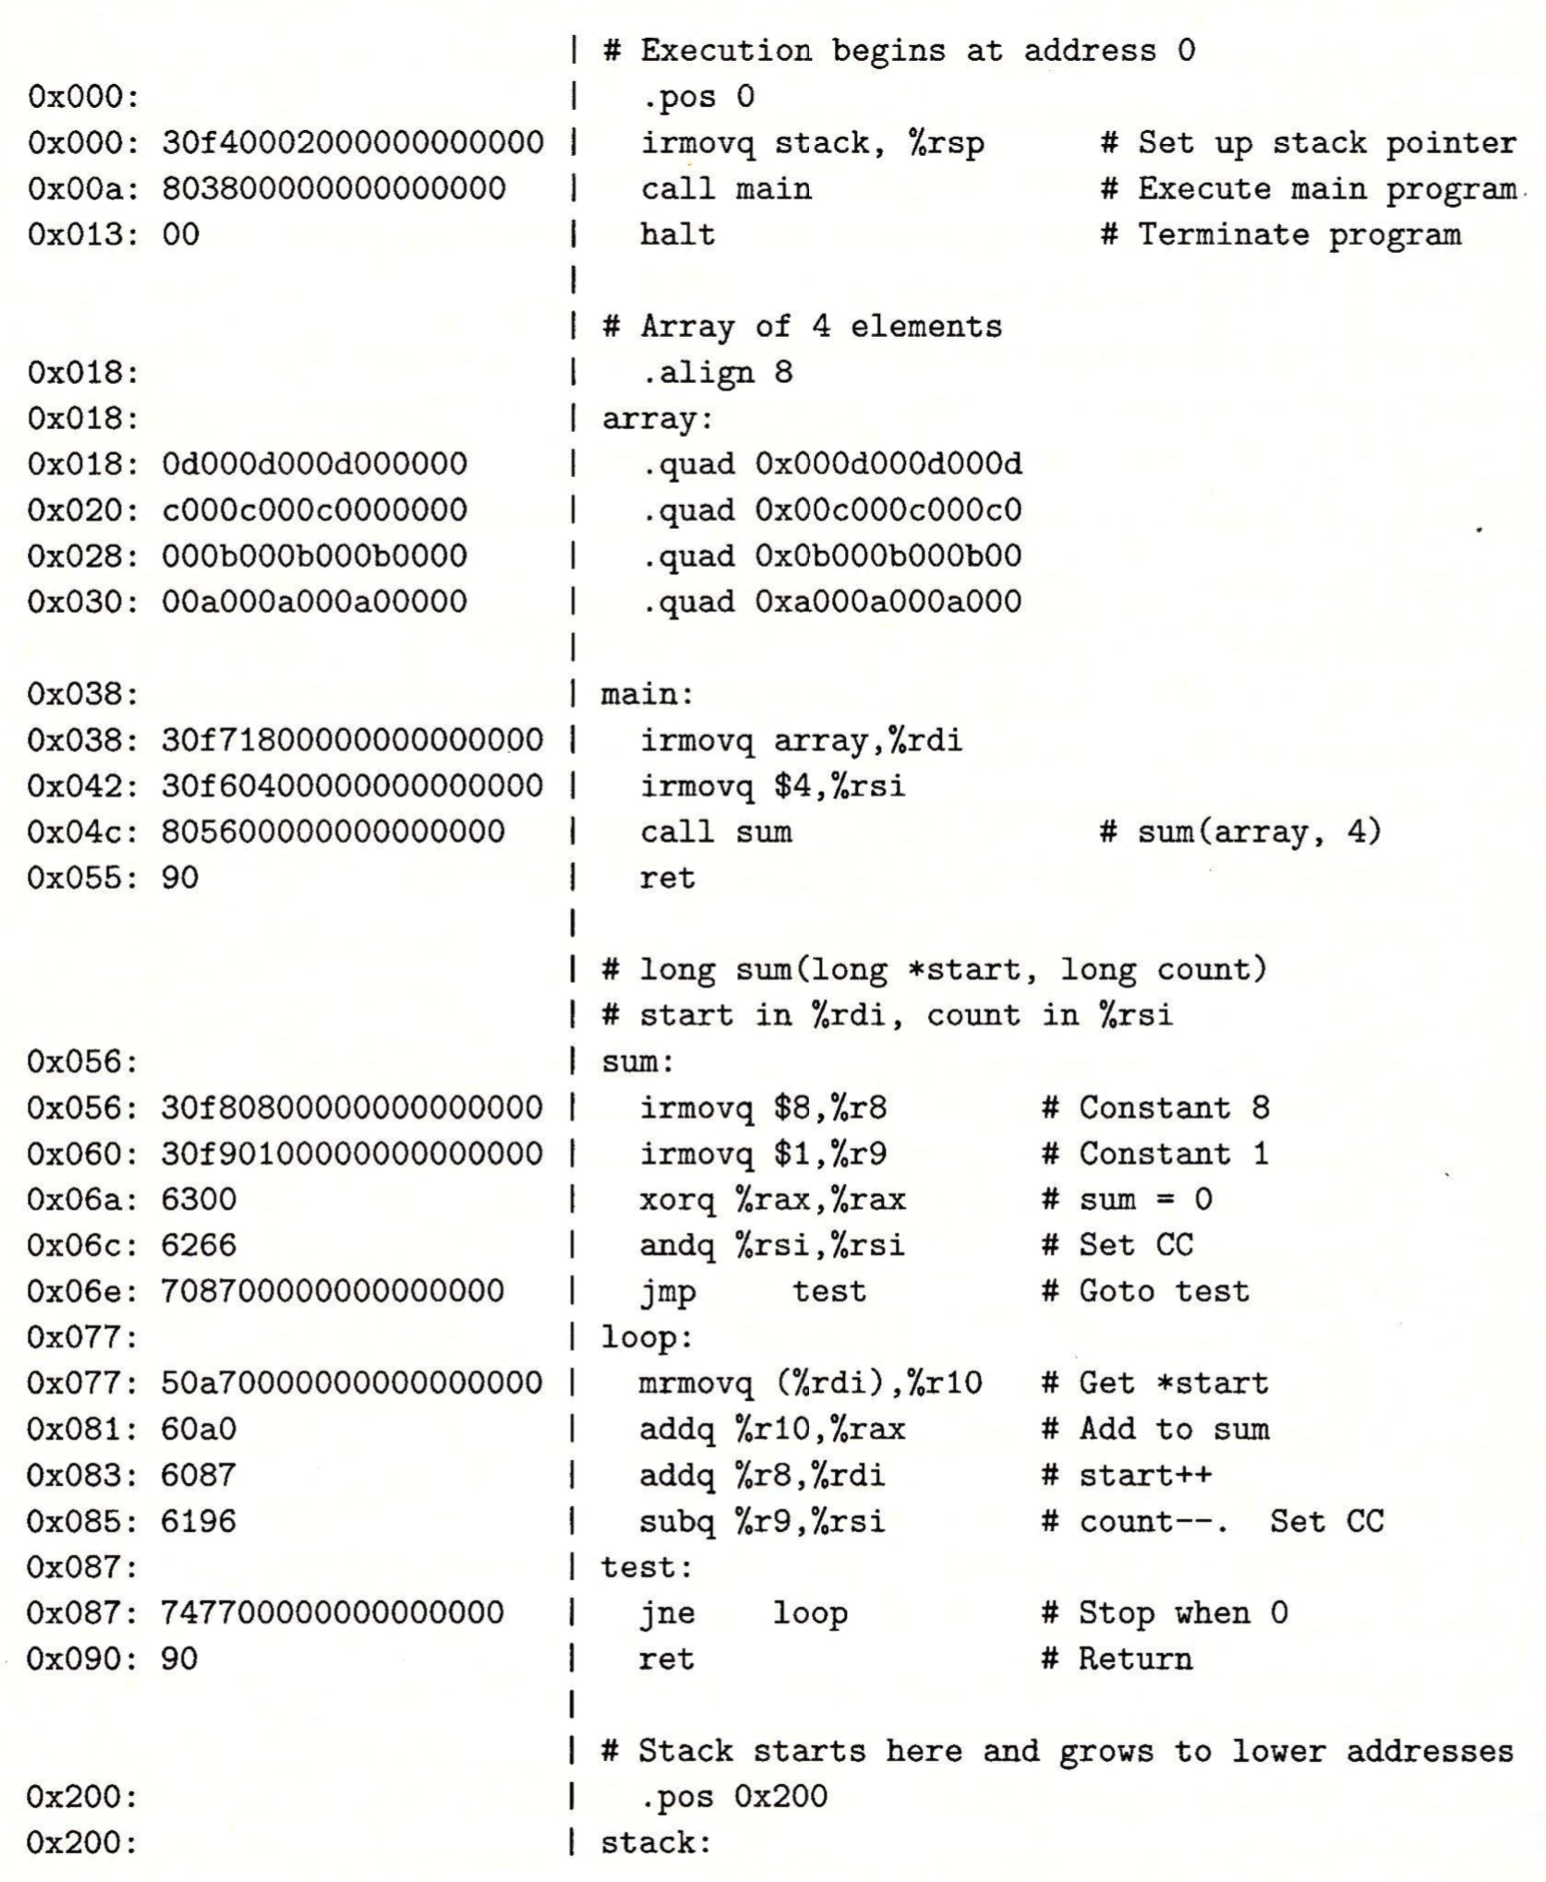 | # Execution begins at address 0
0x000: | .pos 0
0x000: 30f40002000000000000 | irmovq stack, %rsp # Set up stack pointer
0x00a: 803800000000000000 | call main # Execute main program
0x013: 00 | halt # Terminate program
|
| # Array of 4 elements
0x018: | .align 8
0x018: | array:
0x018: 0d000d000d000000 | .quad 0x000d000d000d
0x020: c000c000c0000000 | .quad 0x00c000c000c0
0x028: 000b000b000b0000 | .quad 0x0b000b000b00
0x030: 00a000a000a00000 | .quad 0xa000a000a000
|
0x038: | main:
0x038: 30f71800000000000000 | irmovq array,%rdi
0x042: 30f60400000000000000 | irmovq $4,%rsi
0x04c: 805600000000000000 | call sum # sum(array, 4)
0x055: 90 | ret
|
| # long sum(long *start, long count)
| # start in %rdi, count in %rsi
0x056: | sum:
0x056: 30f80800000000000000 | irmovq $8,%r8 # Constant 8
0x060: 30f90100000000000000 | irmovq $1,%r9 # Constant 1
0x06a: 6300 | xorq %rax,%rax # sum = 0
0x06c: 6266 | andq %rsi,%rsi # Set CC
0x06e: 708700000000000000 | jmp test # Goto test
0x077: | loop:
0x077: 50a70000000000000000 | mrmovq (%rdi),%r10 # Get *start
0x081: 60a0 | addq %r10,%rax # Add to sum
0x083: 6087 | addq %r8,%rdi # start++
0x085: 6196 | subq %r9,%rsi # count--. Set CC
0x087: | test:
0x087: 747700000000000000 | jne loop # Stop when 0
0x090: 90 | ret # Return
|
| # Stack starts here and grows to lower addresses
0x200: | .pos 0x200
0x200: | stack: